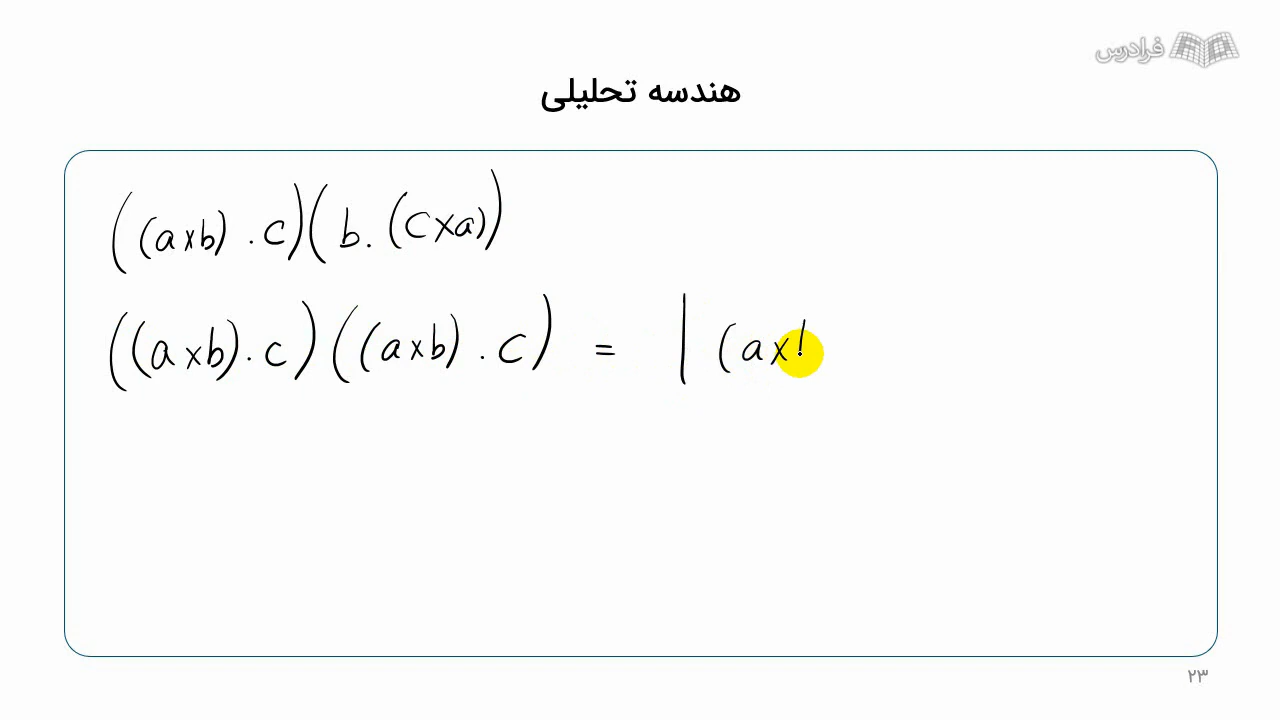 فرادرس
هندسه تحلیلی
((a×b) . c)(b . (c×a))
((a×b) . c)((a×b) . c) = | (a×
۲۳